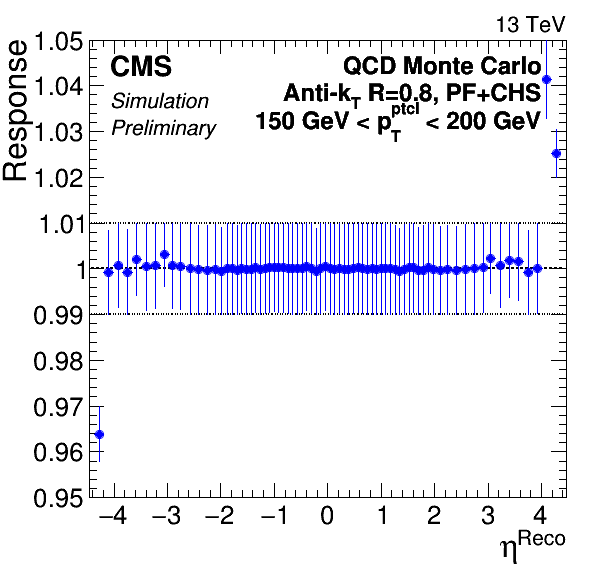 13 TeV
Response
1.05
1.04
1.03
1.02
1.01
1
0.99
0.98
0.97
0.96
0.95
CMS
Simulation
Preliminary
QCD Monte Carlo
Anti-k_T R=0.8, PF+CHS
150 GeV < p_T^ptcl < 200 GeV
−4 −3 −2 −1 0 1 2 3 4
η^Reco